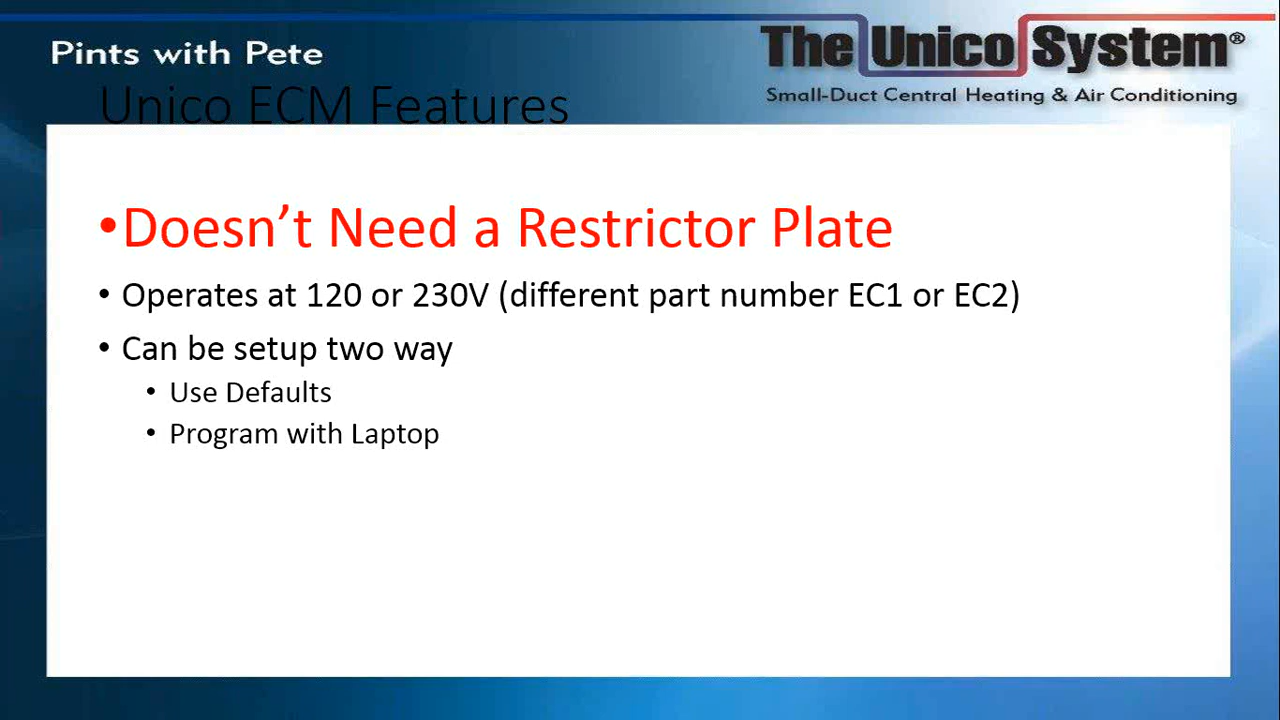 Pints with Pete
The Unico System®
Small-Duct Central Heating & Air Conditioning
Unico ECM Features
•Doesn’t Need a Restrictor Plate
• Operates at 120 or 230V (different part number EC1 or EC2)
• Can be setup two way
• Use Defaults
• Program with Laptop